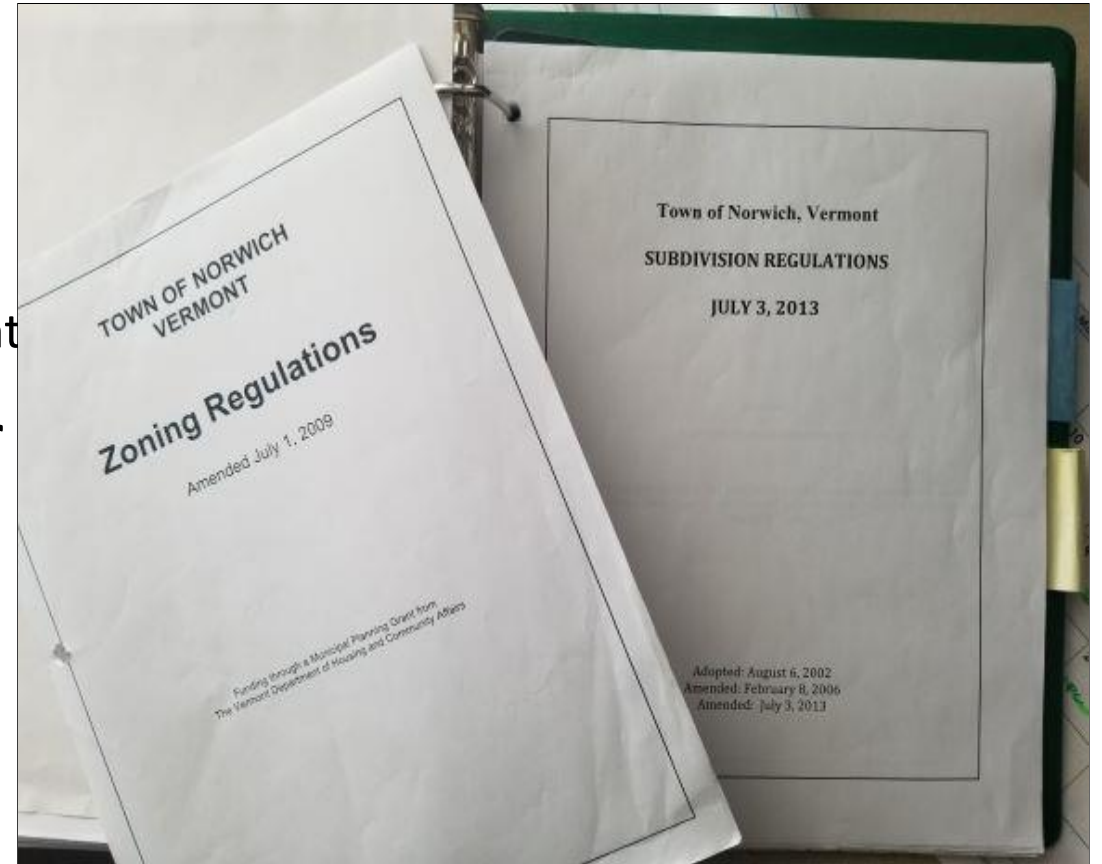 TOWN OF NORWICH
VERMONT
Zoning Regulations
Amended July 1, 2009
Funding through a Municipal Planning Grant from
The Vermont Department of Housing and Community Affairs
Town of Norwich, Vermont
SUBDIVISION REGULATIONS
JULY 3, 2013
Adopted: August 6, 2002
Amended: February 8, 2006
Amended: July 3, 2013